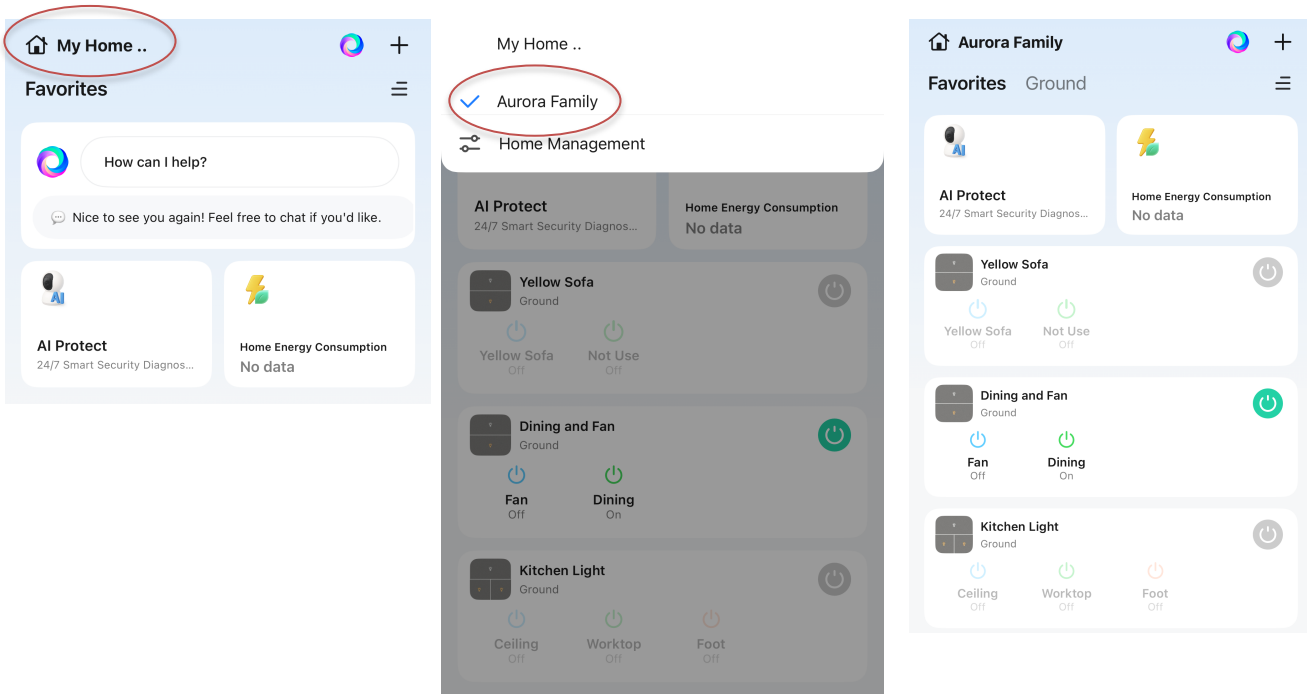 My Home ..
Favorites
How can I help?
Nice to see you again! Feel free to chat if you'd like.
AI
AI Protect
24/7 Smart Security Diagnos...
Home Energy Consumption
No data
My Home ..
Aurora Family
Home Management
AI Protect
24/7 Smart Security Diagnos...
Home Energy Consumption
No data
Yellow Sofa
Ground
Yellow Sofa
Off
Not Use
Off
Dining and Fan
Ground
Fan
Off
Dining
On
Kitchen Light
Ground
Ceiling
Off
Worktop
Off
Foot
Off
Aurora Family
Favorites Ground
AI
AI Protect
24/7 Smart Security Diagnos...
Home Energy Consumption
No data
Yellow Sofa
Ground
Yellow Sofa
Off
Not Use
Off
Dining and Fan
Ground
Fan
Off
Dining
On
Kitchen Light
Ground
Ceiling
Off
Worktop
Off
Foot
Off